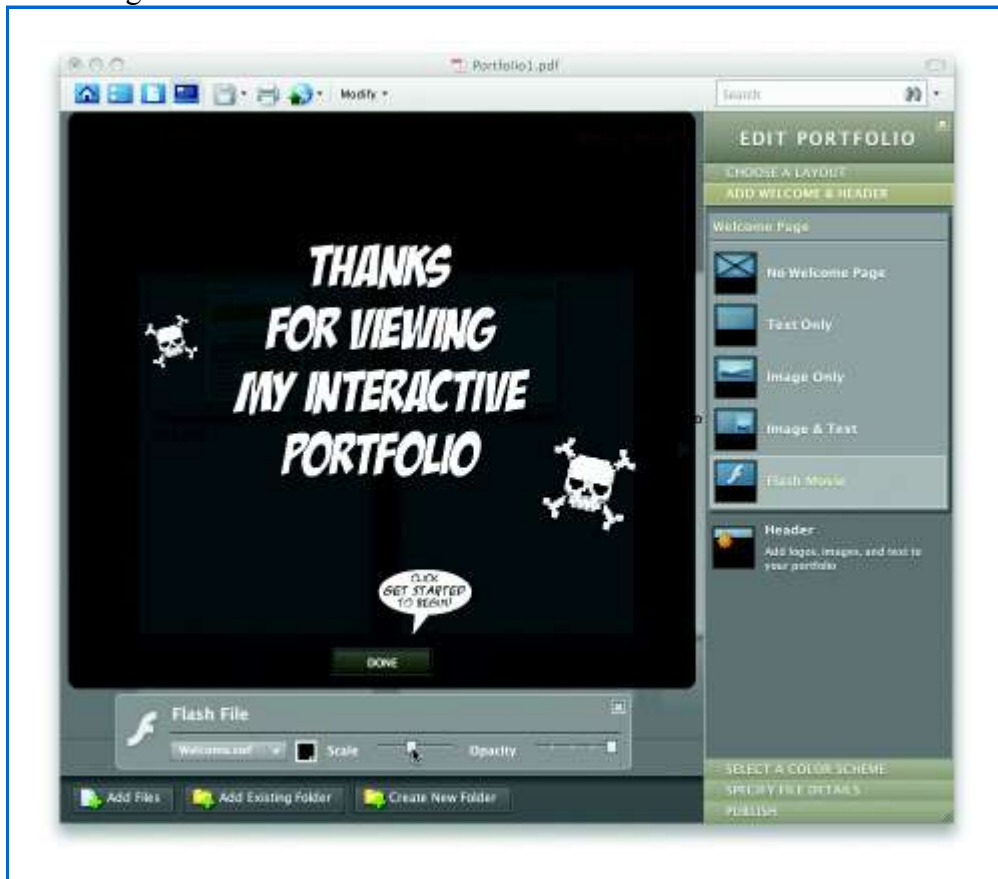 Portfolio1.pdf
Modify
Search
EDIT PORTFOLIO
CHOOSE A LAYOUT
ADD WELCOME & HEADER
Welcome Page
No Welcome Page
Text Only
Image Only
Image & Text
Flash Movie
Header
Add logos, images, and text to
your portfolio
THANKS
FOR VIEWING
MY INTERACTIVE
PORTFOLIO
CLICK
GET STARTED
TO BEGIN!
DONE
Flash File
Welcome.swf
Scale
Opacity
Add Files
Add Existing Folder
Create New Folder
SELECT A COLOR SCHEME
SPECIFY FILE DETAILS
PUBLISH